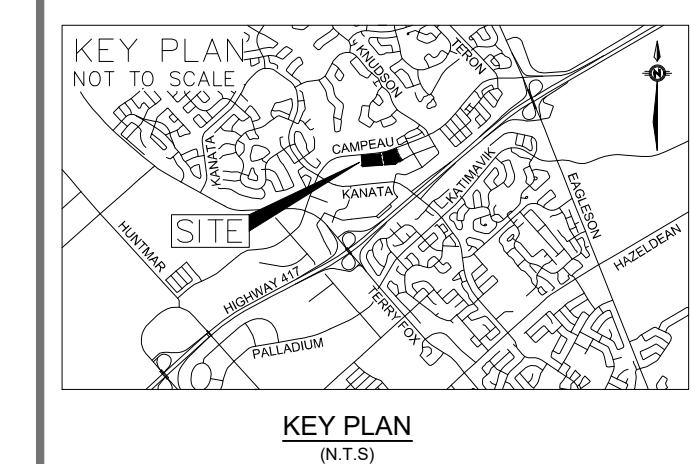 KEY PLAN
NOT TO SCALE
KNUDSON
TERON
N
CAMPEAU
KANATA
KANATA
KATIMAVIK
EAGLESON
SITE
HUNTMAR
HAZELDEAN
HIGHWAY 417
TERRY FOX
PALLADIUM
KEY PLAN
(N.T.S)